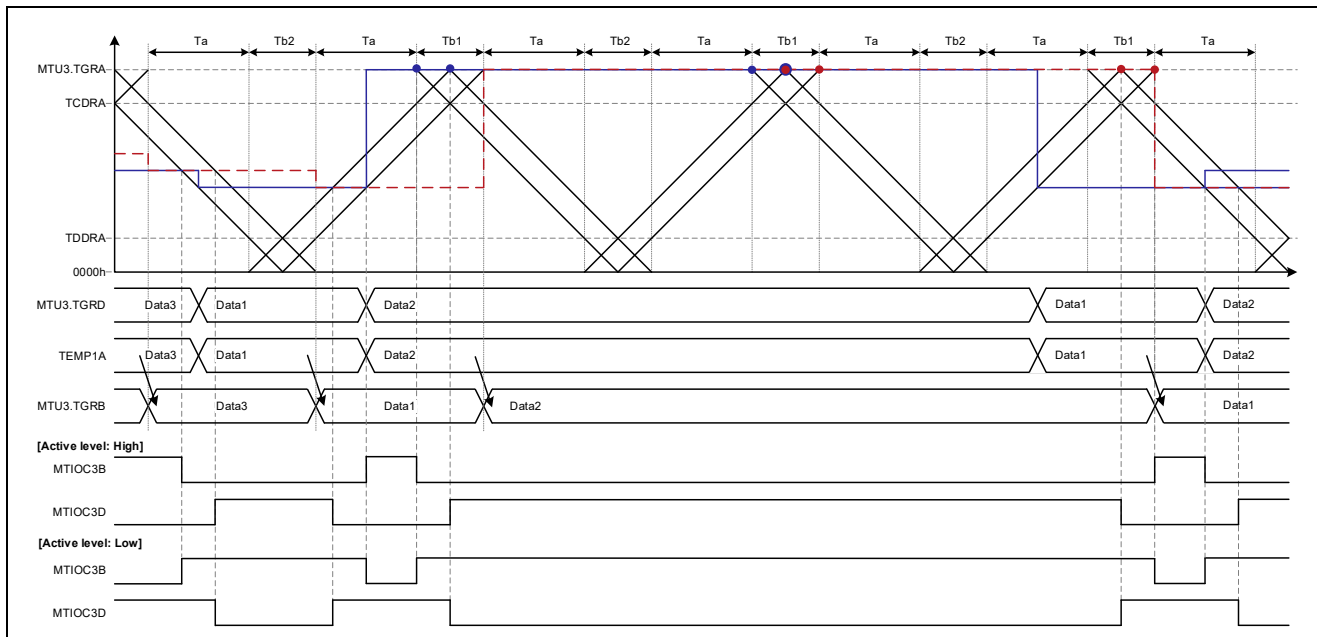 Ta Tb2 Ta Tb1 Ta Tb2 Ta Tb1 Ta Tb2 Ta Tb1 Ta
MTU3.TGRA
TCDRA
TDDRA
0000h
MTU3.TGRD Data3 Data1 Data2 Data1 Data2
TEMP1A Data3 Data1 Data2 Data1 Data2
MTU3.TGRB Data3 Data1 Data2 Data1
[Active level: High]
MTIOC3B
MTIOC3D
[Active level: Low]
MTIOC3B
MTIOC3D